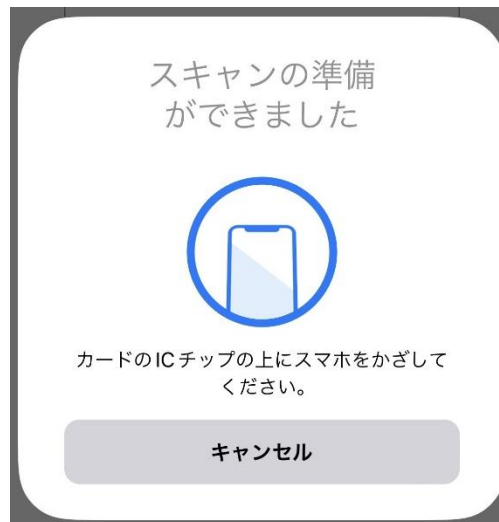 スキャンの準備
ができました
カードのICチップの上にスマホをかざして
ください。
キャンセル